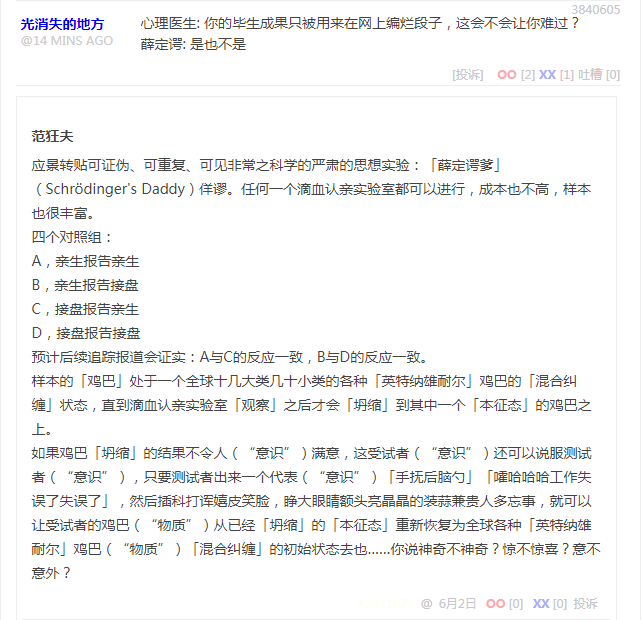 3840605
光消失的地方
@14 MINS AGO
心理医生: 你的毕生成果只被用来在网上编烂段子，这会不会让你难过？
薛定谔: 是也不是
[投诉] OO [2] XX [1] 吐槽 [0]
范狂夫
应景转贴可证伪、可重复、可见非常之科学的严肃的思想实验：「薛定谔爹」
（Schrödinger's Daddy）佯谬。任何一个滴血认亲实验室都可以进行，成本也不高，样本
也很丰富。
四个对照组：
A，亲生报告亲生
B，亲生报告接盘
C，接盘报告亲生
D，接盘报告接盘
预计后续追踪报道会证实：A与C的反应一致，B与D的反应一致。
样本的「鸡巴」处于一个全球十几大类几十小类的各种「英特纳雄耐尔」鸡巴的「混合纠
缠」状态，直到滴血认亲实验室「观察」之后才会「坍缩」到其中一个「本征态」的鸡巴之
上。
如果鸡巴「坍缩」的结果不令人（“意识”）满意，这受试者（“意识”）还可以说服测试
者（“意识”），只要测试者出来一个代表（“意识”）「手抚后脑勺」「嚯哈哈哈工作失
误了失误了」，然后插科打诨嬉皮笑脸，睁大眼睛额头亮晶晶的装蒜兼贵人多忘事，就可以
让受试者的鸡巴（“物质”）从已经「坍缩」的「本征态」重新恢复为全球各种「英特纳雄
耐尔」鸡巴（“物质”）「混合纠缠」的初始状态去也……你说神奇不神奇？惊不惊喜？意不
意外？
@ 6月2日 OO [0] XX [0] 投诉